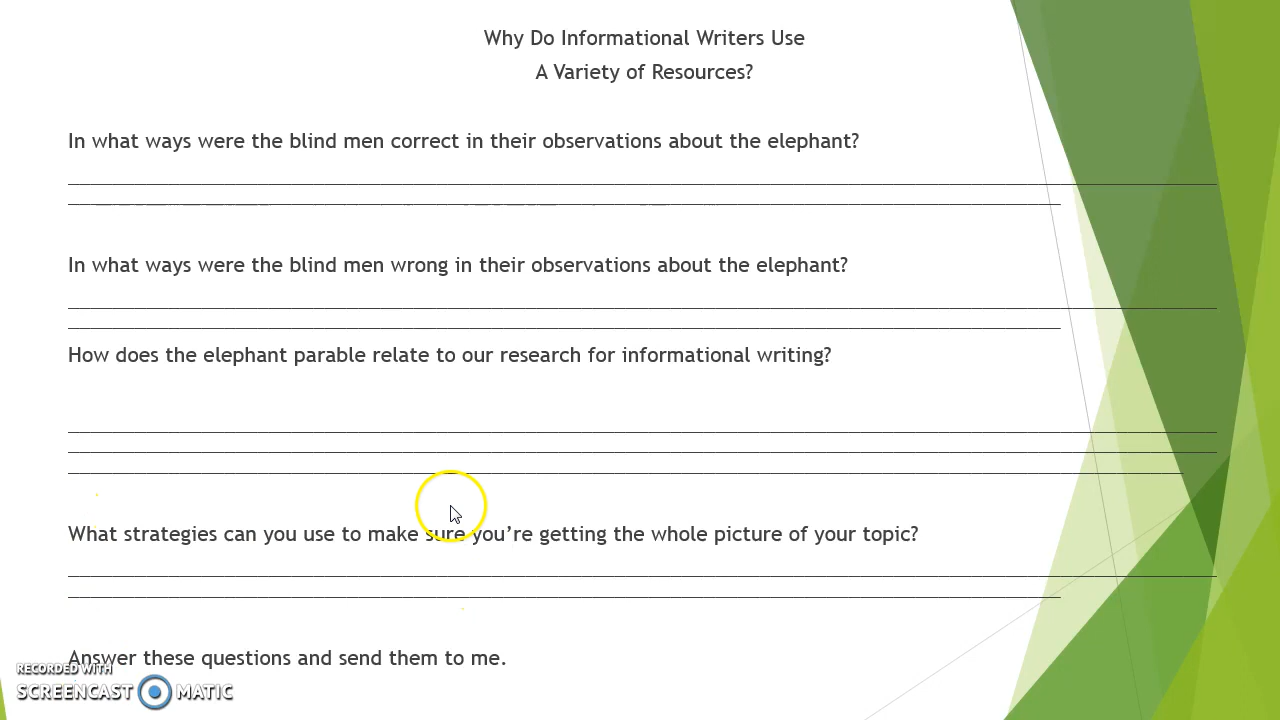 Why Do Informational Writers Use
A Variety of Resources?
In what ways were the blind men correct in their observations about the elephant?
In what ways were the blind men wrong in their observations about the elephant?
How does the elephant parable relate to our research for informational writing?
What strategies can you use to make sure you’re getting the whole picture of your topic?
Answer these questions and send them to me.
RECORDED WITH
SCREENCAST MATIC